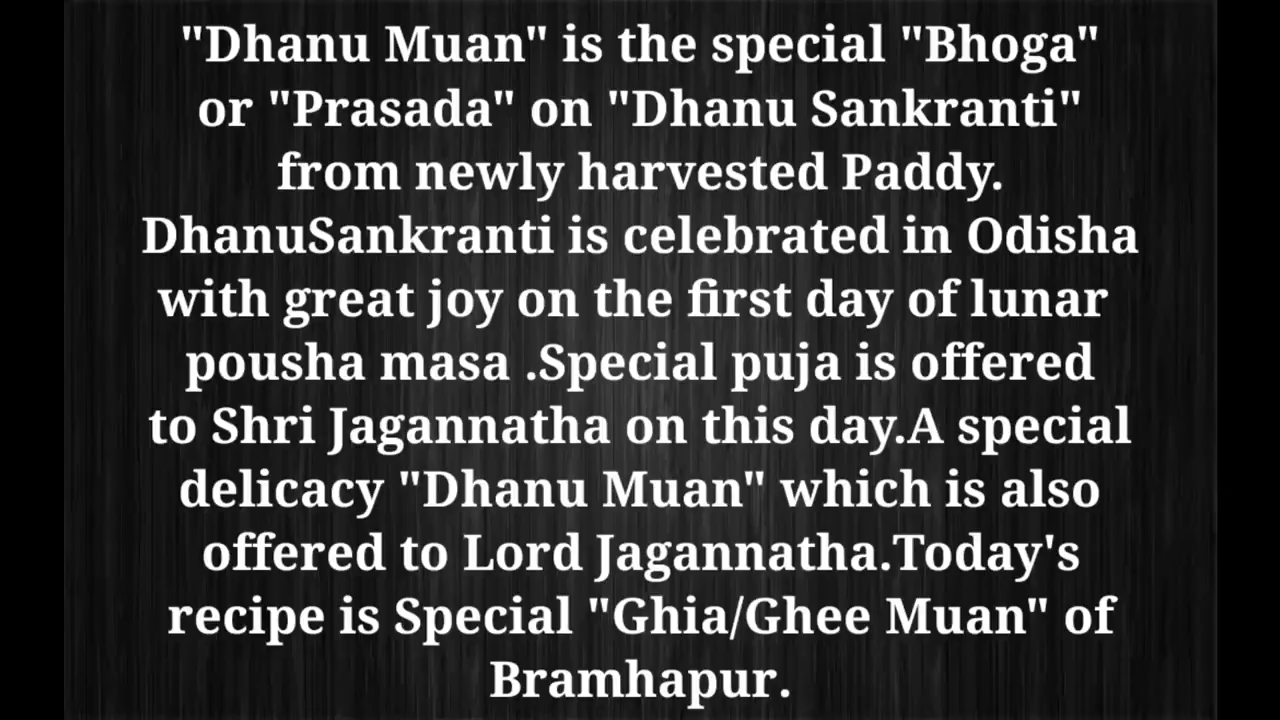 "Dhanu Muan" is the special "Bhoga"
or "Prasada" on "Dhanu Sankranti"
from newly harvested Paddy.
DhanuSankranti is celebrated in Odisha
with great joy on the first day of lunar
pousha masa .Special puja is offered
to Shri Jagannatha on this day.A special
delicacy "Dhanu Muan" which is also
offered to Lord Jagannatha.Today's
recipe is Special "Ghia/Ghee Muan" of
Bramhapur.